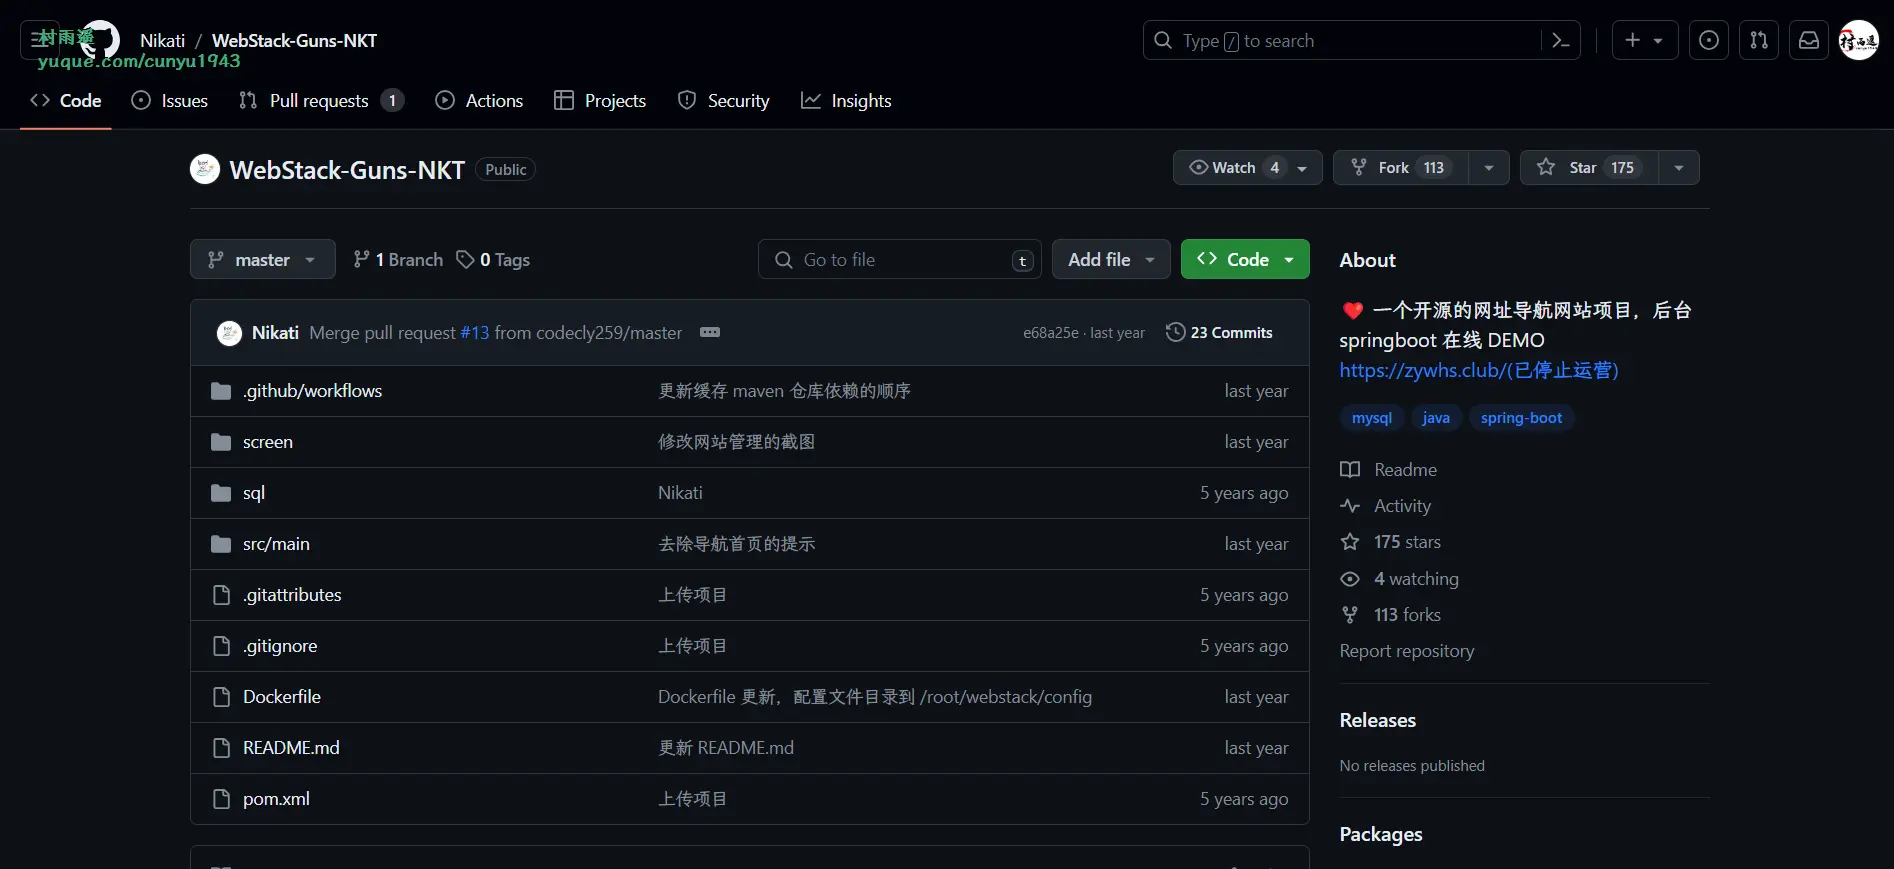 村雨遥
yuque.com/cunyu1943
Nikati / WebStack-Guns-NKT
Type / to search
Code
Issues
Pull requests 1
Actions
Projects
Security
Insights
WebStack-Guns-NKT Public
Watch 4
Fork 113
Star 175
master
1 Branch
0 Tags
Go to file t
Add file
Code
Nikati Merge pull request #13 from codecly259/master e68a25e · last year 23 Commits
.github/workflows 更新缓存 maven 仓库依赖的顺序 last year
screen 修改网站管理的截图 last year
sql Nikati 5 years ago
src/main 去除导航首页的提示 last year
.gitattributes 上传项目 5 years ago
.gitignore 上传项目 5 years ago
Dockerfile Dockerfile 更新，配置文件目录到 /root/webstack/config last year
README.md 更新 README.md last year
pom.xml 上传项目 5 years ago
About
❤️ 一个开源的网址导航网站项目，后台
springboot 在线 DEMO
https://zywhs.club/(已停止运营)
mysql java spring-boot
Readme
Activity
175 stars
4 watching
113 forks
Report repository
Releases
No releases published
Packages